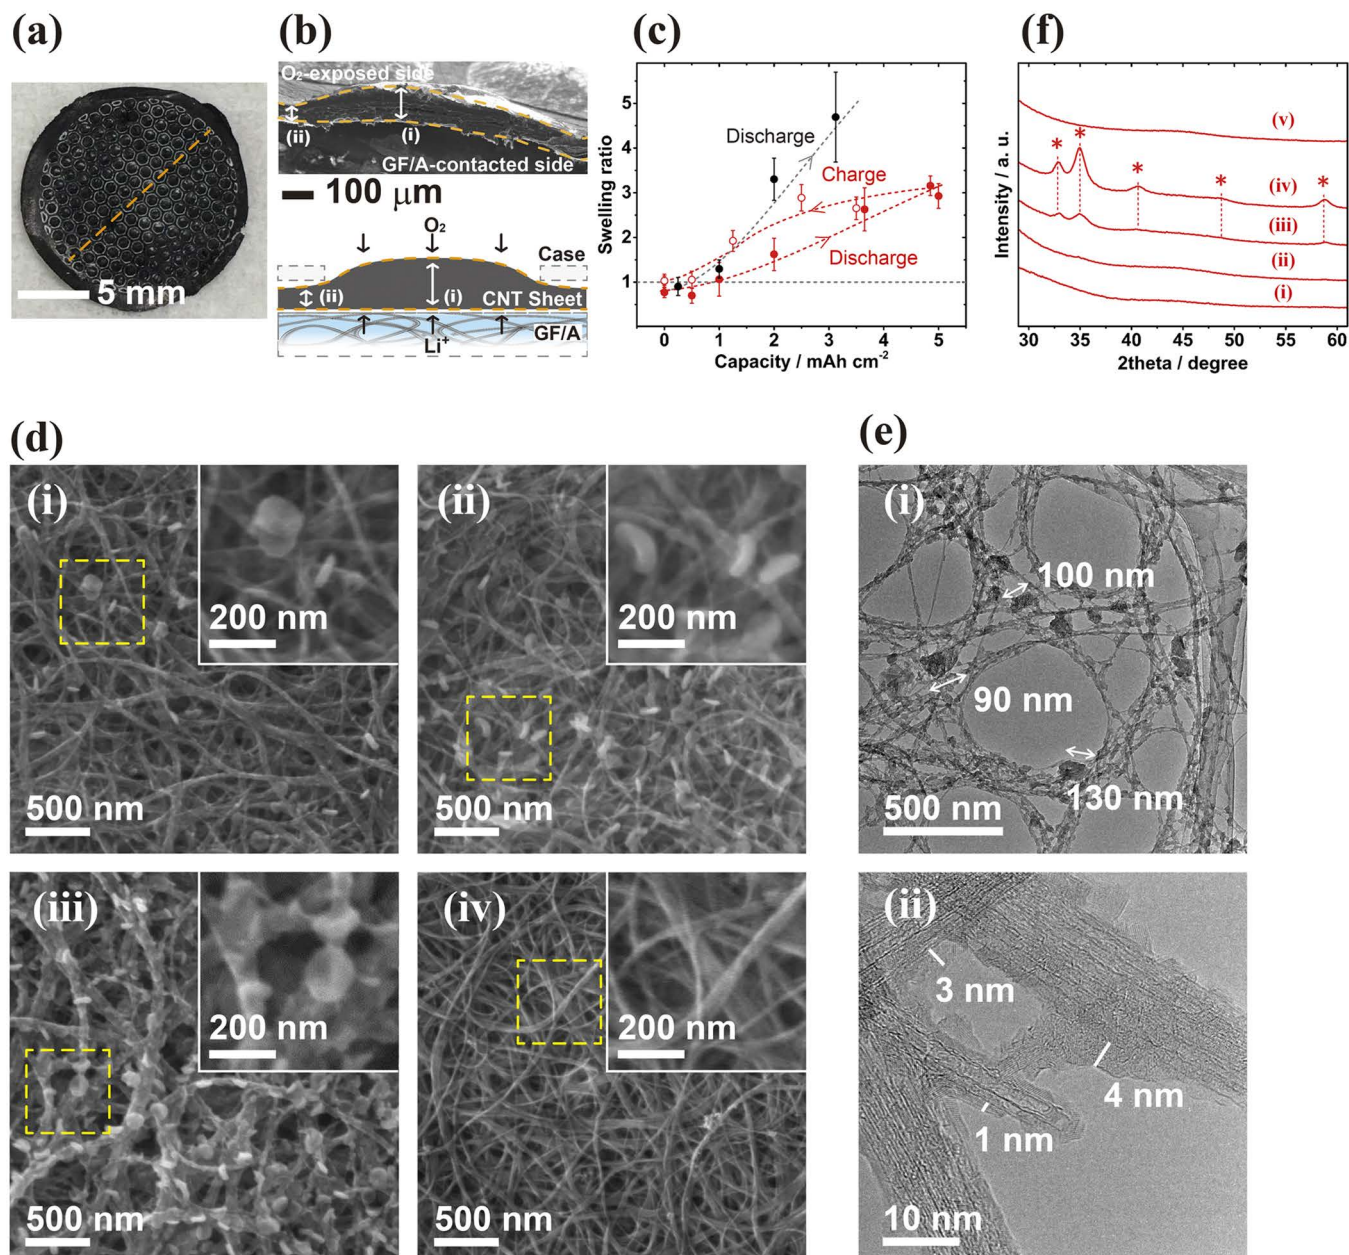 (a)
5 mm
(b)
O₂-exposed side
(ii)
(i)
GF/A-contacted side
100 μm
O₂
Case
(ii)
(i)
CNT Sheet
GF/A
Li⁺
(c)
Swelling ratio
5
4
3
2
1
Discharge
Charge
Discharge
0 1 2 3 4 5
Capacity / mAh cm⁻²
(f)
Intensity / a. u.
(v)
* * * * *
(iv)
(iii)
(ii)
(i)
30 35 40 45 50 55 60
2theta / degree
(d)
(i)
200 nm
500 nm
(ii)
200 nm
500 nm
(iii)
200 nm
500 nm
(iv)
200 nm
500 nm
(e)
(i)
100 nm
90 nm
130 nm
500 nm
(ii)
3 nm
4 nm
1 nm
10 nm